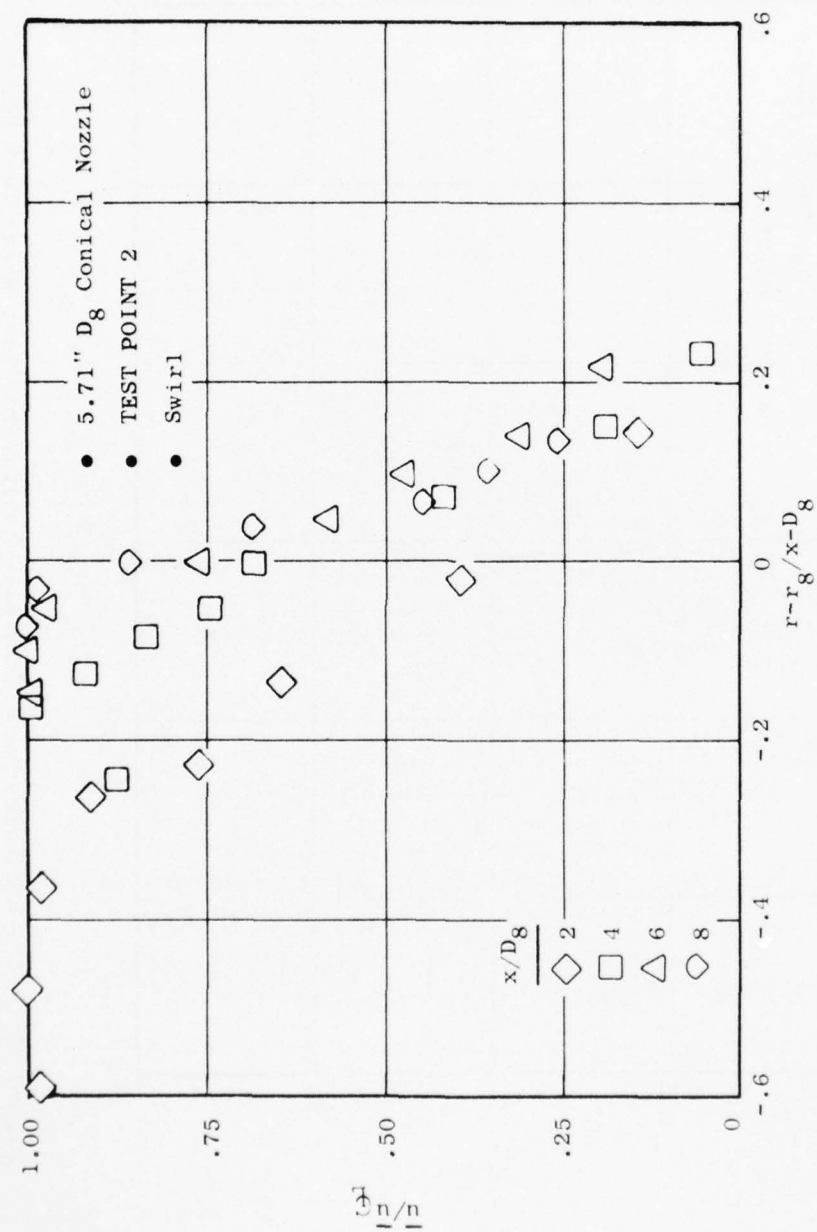 • 5.71" D8 Conical Nozzle
• TEST POINT 2
• Swirl
x/D8
2
4
6
8
1.00
.75
.50
.25
0
u̅/u̅℄
-.6
-.4
-.2
0
.2
.4
.6
r-r8/x-D8